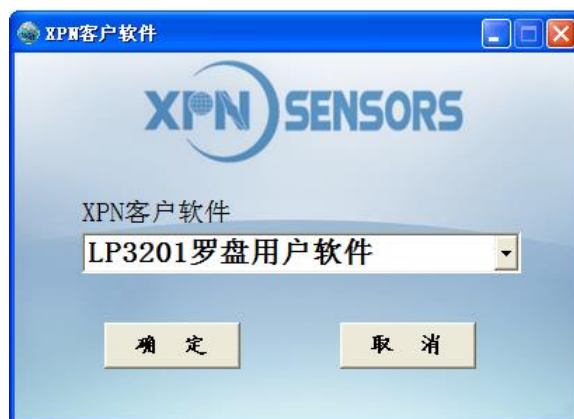 XPN客户软件
XPN SENSORS
XPN客户软件
LP3201罗盘用户软件
确 定
取 消